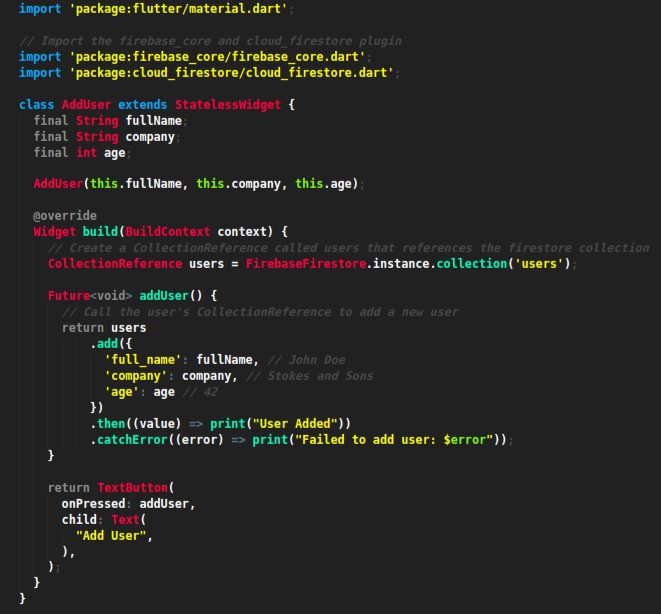 import 'package:flutter/material.dart';
// Import the firebase_core and cloud_firestore plugin
import 'package:firebase_core/firebase_core.dart';
import 'package:cloud_firestore/cloud_firestore.dart';
class AddUser extends StatelessWidget {
final String fullName;
final String company;
final int age;
AddUser(this.fullName, this.company, this.age);
@override
Widget build(BuildContext context) {
// Create a CollectionReference called users that references the firestore collection
CollectionReference users = FirebaseFirestore.instance.collection('users');
Future<void> addUser() {
// Call the user's CollectionReference to add a new user
return users
.add({
'full_name': fullName, // John Doe
'company': company, // Stokes and Sons
'age': age // 42
})
.then((value) => print("User Added"))
.catchError((error) => print("Failed to add user: $error"));
}
return TextButton(
onPressed: addUser,
child: Text(
"Add User",
),
);
}
}